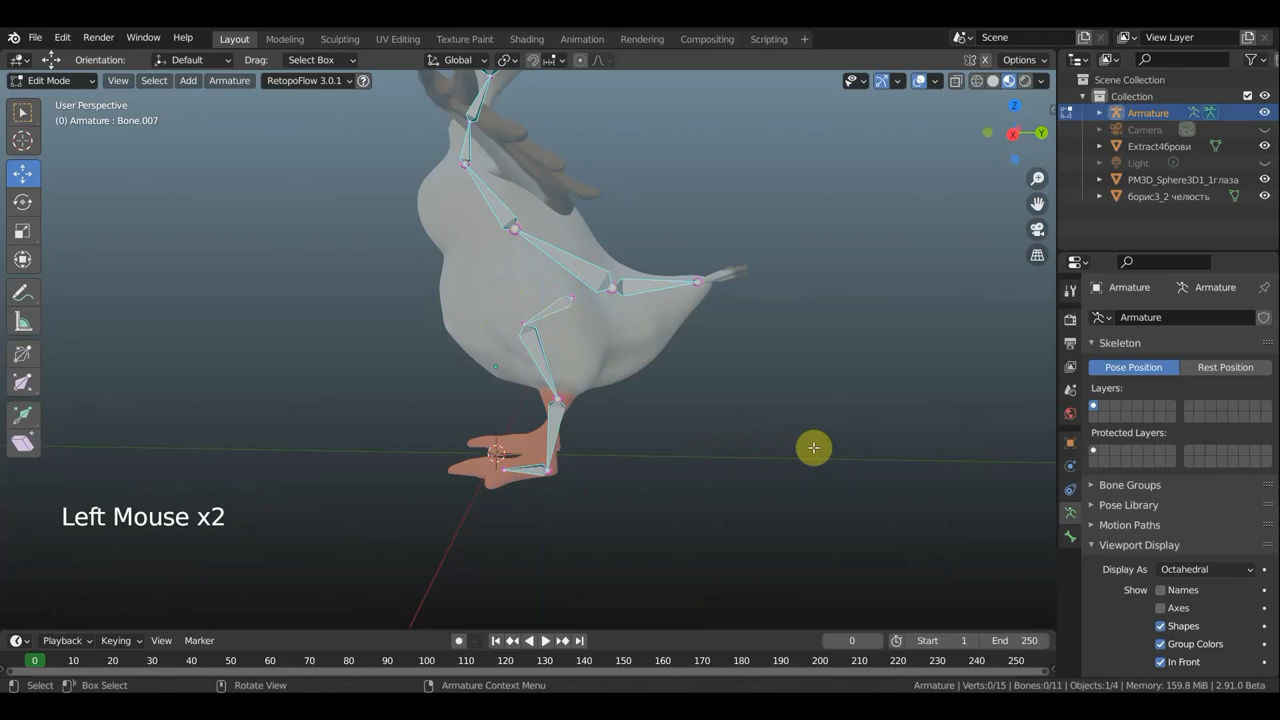 File Edit Render Window Help Layout Modeling Sculpting UV Editing Texture Paint Shading Animation Rendering Compositing Scripting + Scene View Layer
Orientation: Default Drag: Select Box Global Options
Edit Mode View Select Add Armature RetopoFlow 3.0.1 ?
User Perspective
(0) Armature : Bone.007
Z
X
Y
Left Mouse x2
Scene Collection
Collection
Armature
Camera
Extract4брови
Light
PM3D_Sphere3D1_1глаза
борис3_2 челюсть
Armature Armature
Armature
Skeleton
Pose Position Rest Position
Layers:
Protected Layers:
Bone Groups
Pose Library
Motion Paths
Viewport Display
Display As Octahedral
Show Names
Axes
Shapes
Group Colors
In Front
Playback Keying View Marker 0 Start 1 End 250
0 10 20 30 40 50 60 70 80 90 100 110 120 130 140 150 160 170 180 190 200 210 220 230 240 250
Select Box Select Rotate View Armature Context Menu Armature | Verts:0/15 | Bones:0/11 | Objects:1/4 | Memory: 159.8 MiB | 2.91.0 Beta